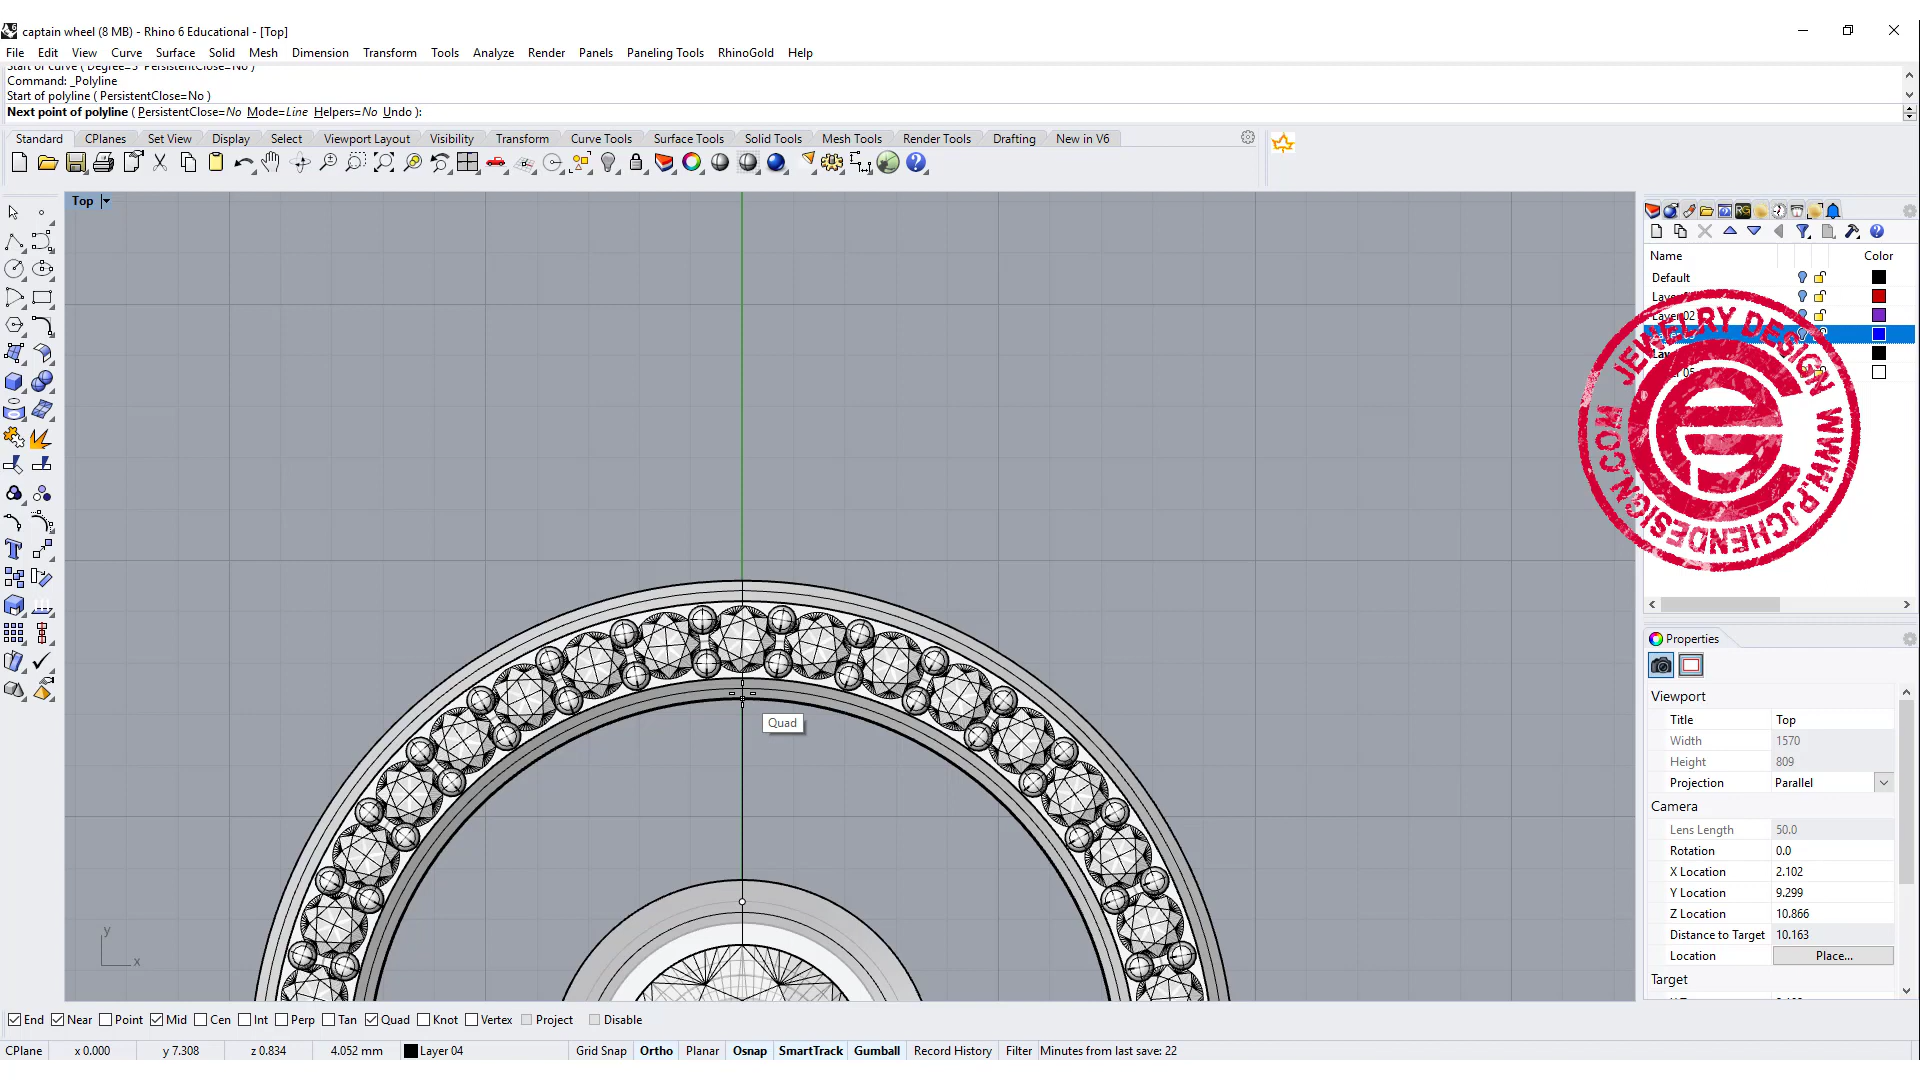 captain wheel (8 MB) - Rhino 6 Educational - [Top]
File Edit View Curve Surface Solid Mesh Dimension Transform Tools Analyze Render Panels Paneling Tools RhinoGold Help
Start of curve ( Degree=3 PersistentClose=No )
Command: _Polyline
Start of polyline ( PersistentClose=No )
Next point of polyline ( PersistentClose=No Mode=Line Helpers=No Undo ):
Standard CPlanes Set View Display Select Viewport Layout Visibility Transform Curve Tools Surface Tools Solid Tools Mesh Tools Render Tools Drafting New in V6
Top
Name Color
Default
Layer 02
JEWELRY DESIGN WWW.PJCHENDESIGN.COM
Quad
Properties
Viewport
Title Top
Width 1570
Height 809
Projection Parallel
Camera
Lens Length 50.0
Rotation 0.0
X Location 2.102
Y Location 9.299
Z Location 10.866
Distance to Target 10.163
Location Place...
Target
y
x
End Near Point Mid Cen Int Perp Tan Quad Knot Vertex Project Disable
CPlane x 0.000 y 7.308 z 0.834 4.052 mm Layer 04 Grid Snap Ortho Planar Osnap SmartTrack Gumball Record History Filter Minutes from last save: 22